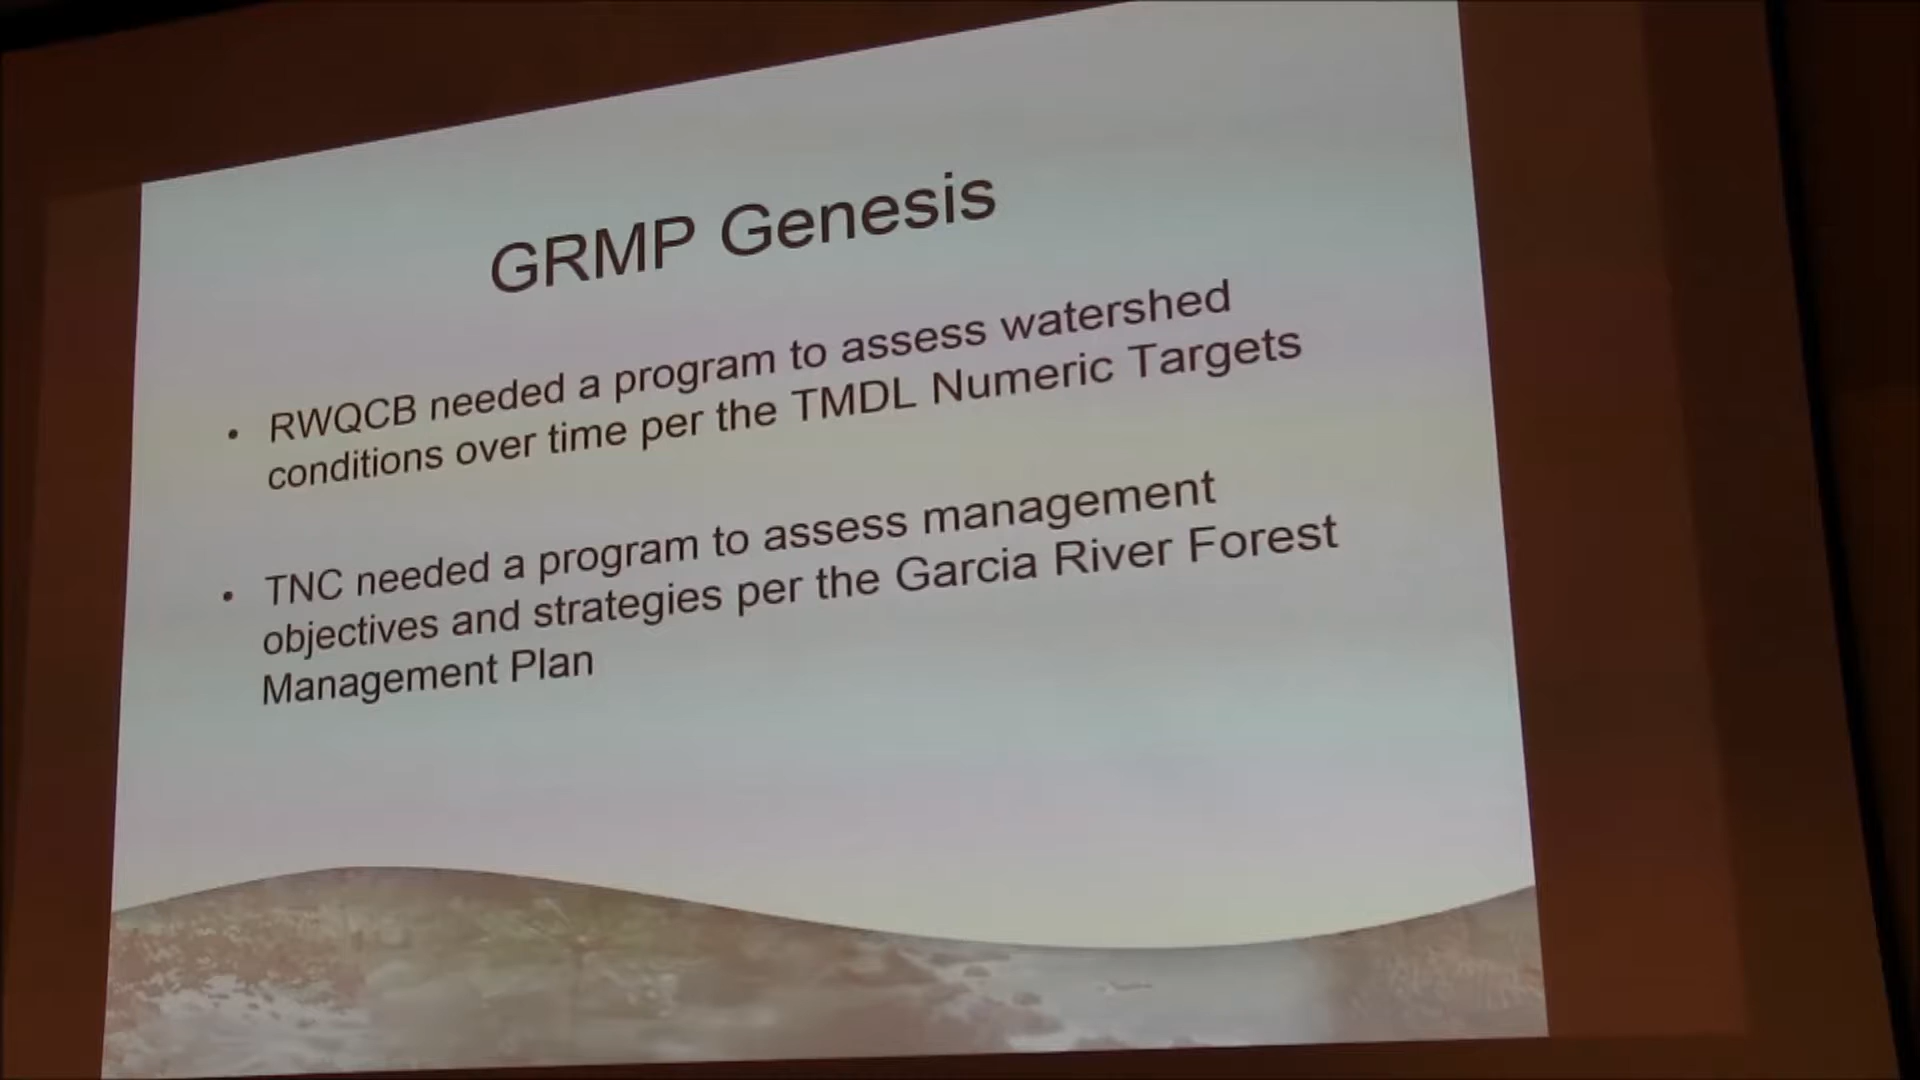 GRMP Genesis
• RWQCB needed a program to assess watershed
conditions over time per the TMDL Numeric Targets
• TNC needed a program to assess management
objectives and strategies per the Garcia River Forest
Management Plan